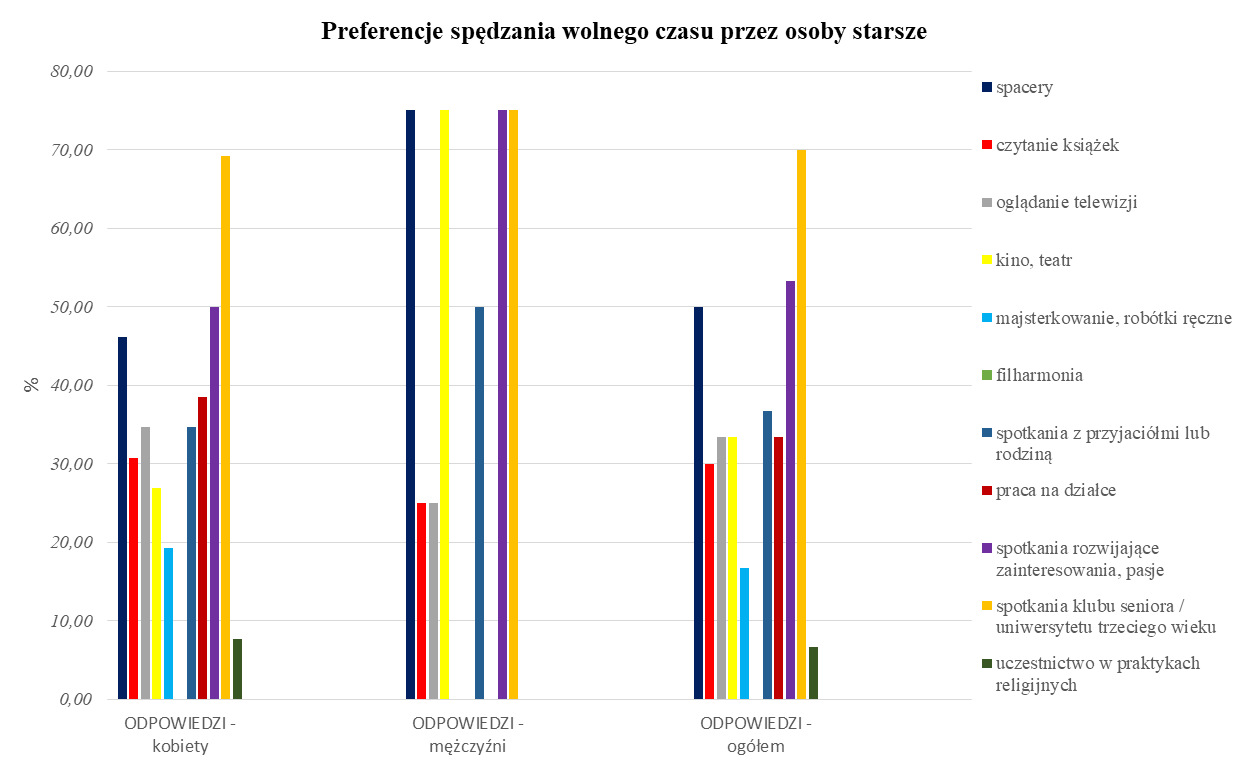 Preferencje spędzania wolnego czasu przez osoby starsze
80,00
70,00
60,00
50,00
40,00
30,00
20,00
10,00
0,00
%
ODPOWIEDZI -
kobiety
ODPOWIEDZI -
mężczyźni
ODPOWIEDZI -
ogółem
spacery
czytanie książek
oglądanie telewizji
kino, teatr
majsterkowanie, robótki ręczne
filharmonia
spotkania z przyjaciółmi lub
rodziną
praca na działce
spotkania rozwijające
zainteresowania, pasje
spotkania klubu seniora /
uniwersytetu trzeciego wieku
uczestnictwo w praktykach
religijnych